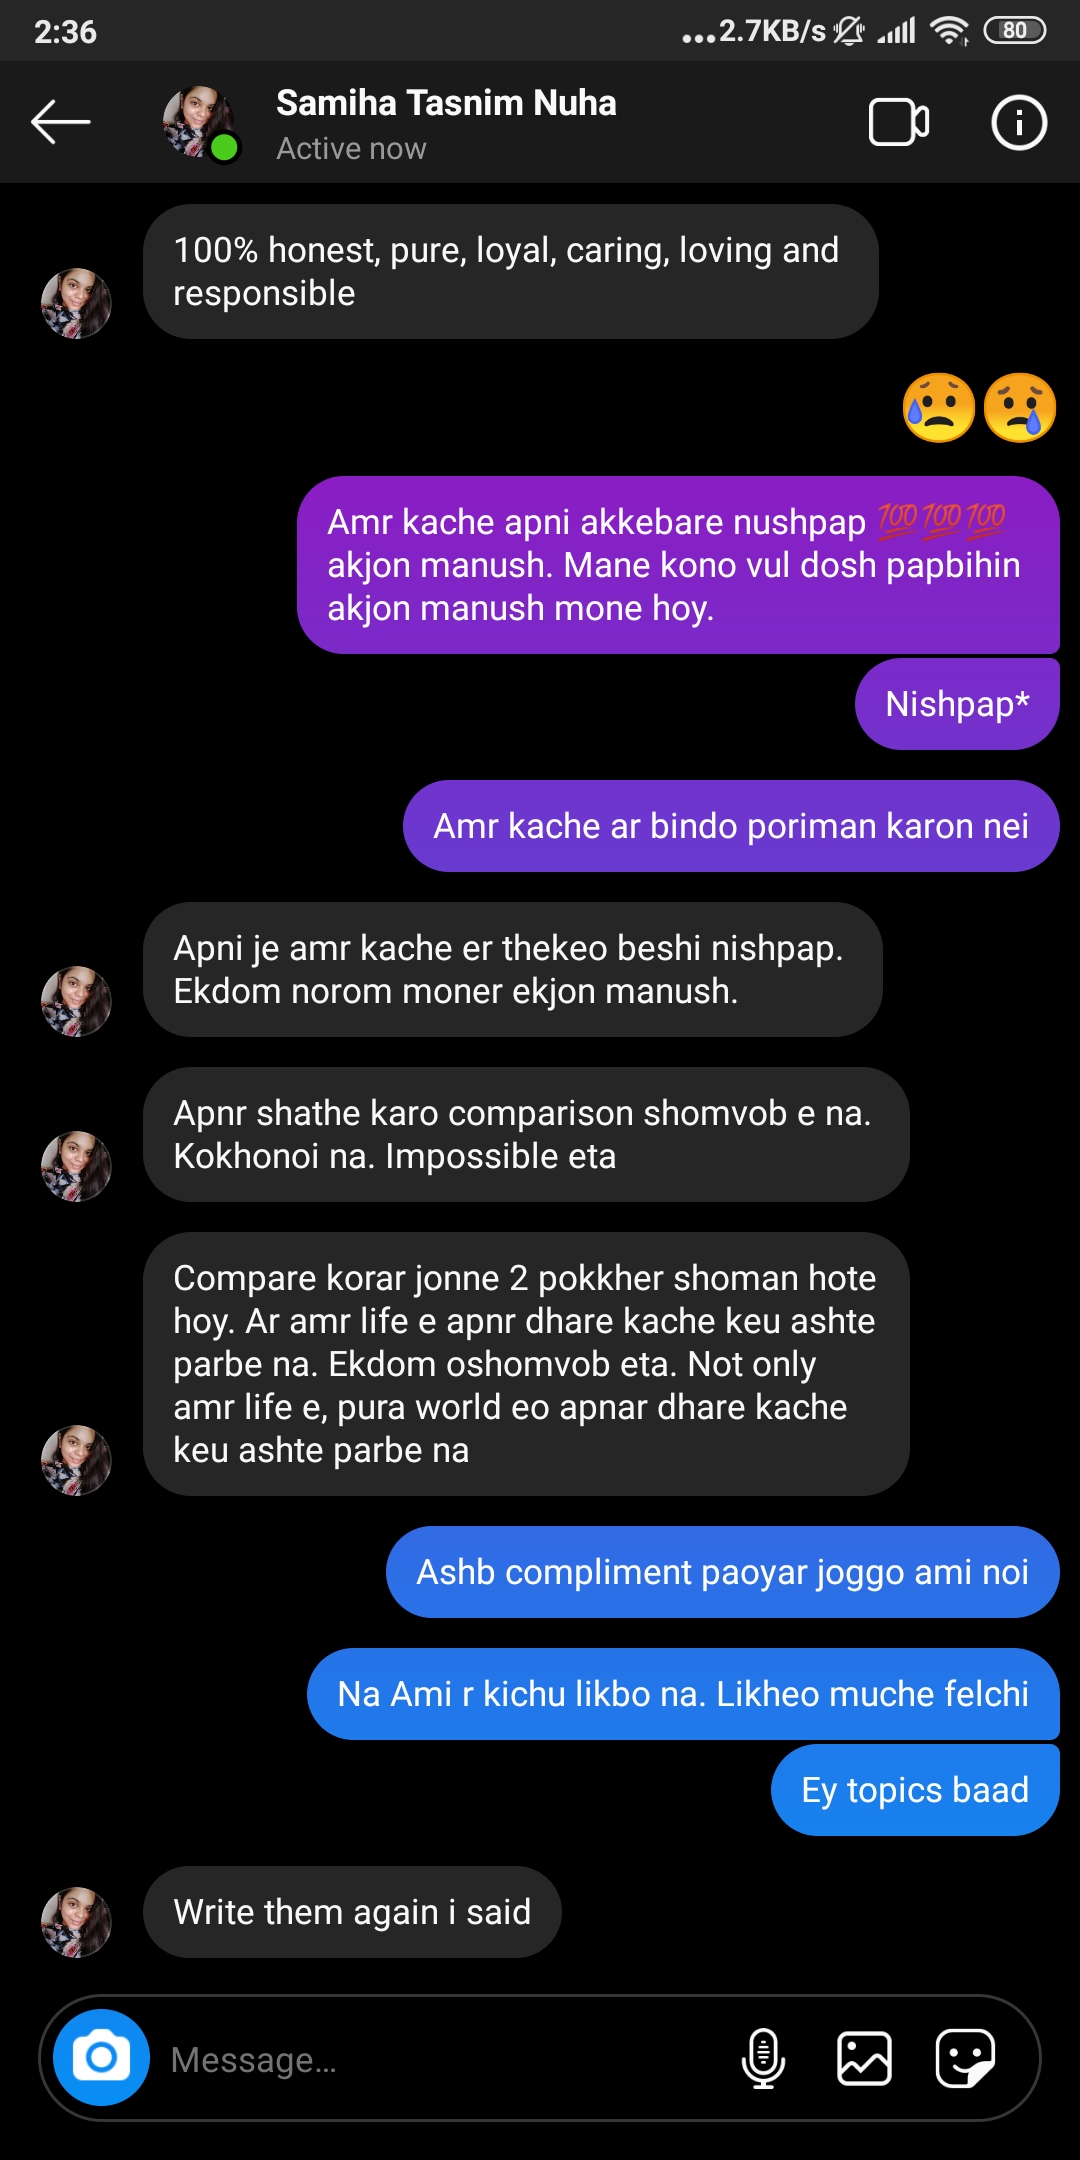 2:36
...2.7KB/s
80
Samiha Tasnim Nuha
Active now
100% honest, pure, loyal, caring, loving and
responsible
😥😢
Amr kache apni akkebare nushpap 💯💯💯
akjon manush. Mane kono vul dosh papbihin
akjon manush mone hoy.
Nishpap*
Amr kache ar bindo poriman karon nei
Apni je amr kache er thekeo beshi nishpap.
Ekdom norom moner ekjon manush.
Apnr shathe karo comparison shomvob e na.
Kokhonoi na. Impossible eta
Compare korar jonne 2 pokkher shoman hote
hoy. Ar amr life e apnr dhare kache keu ashte
parbe na. Ekdom oshomvob eta. Not only
amr life e, pura world eo apnar dhare kache
keu ashte parbe na
Ashb compliment paoyar joggo ami noi
Na Ami r kichu likbo na. Likheo muche felchi
Ey topics baad
Write them again i said
Message...